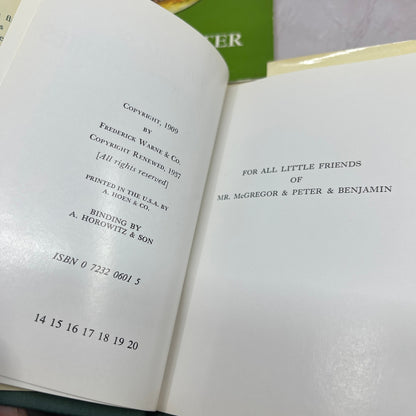 TER
COPYRIGHT, 1909
BY
FREDERICK WARNE & CO.
COPYRIGHT RENEWED, 1937
[All rights reserved]
PRINTED IN THE U.S.A. BY
A. HOEN & CO.
BINDING BY
A. HOROWITZ & SON
ISBN 0 7232 0601 5
14 15 16 17 18 19 20
FOR ALL LITTLE FRIENDS
OF
MR. MCGREGOR & PETER & BENJAMIN